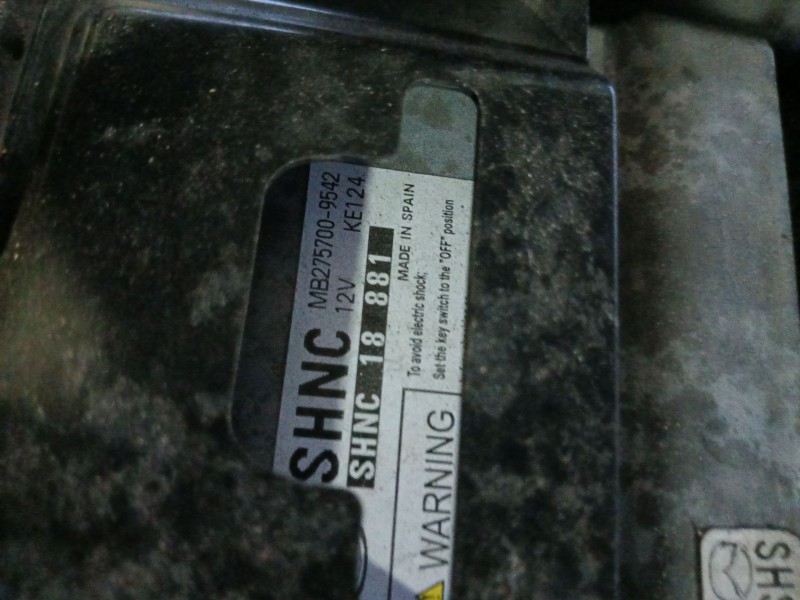 SHNC
MB275700-9542
12V KE124
SHNC 18 881
MADE IN SPAIN
WARNING
To avoid electric shock;
Set the key switch to the "OFF" position
SHS